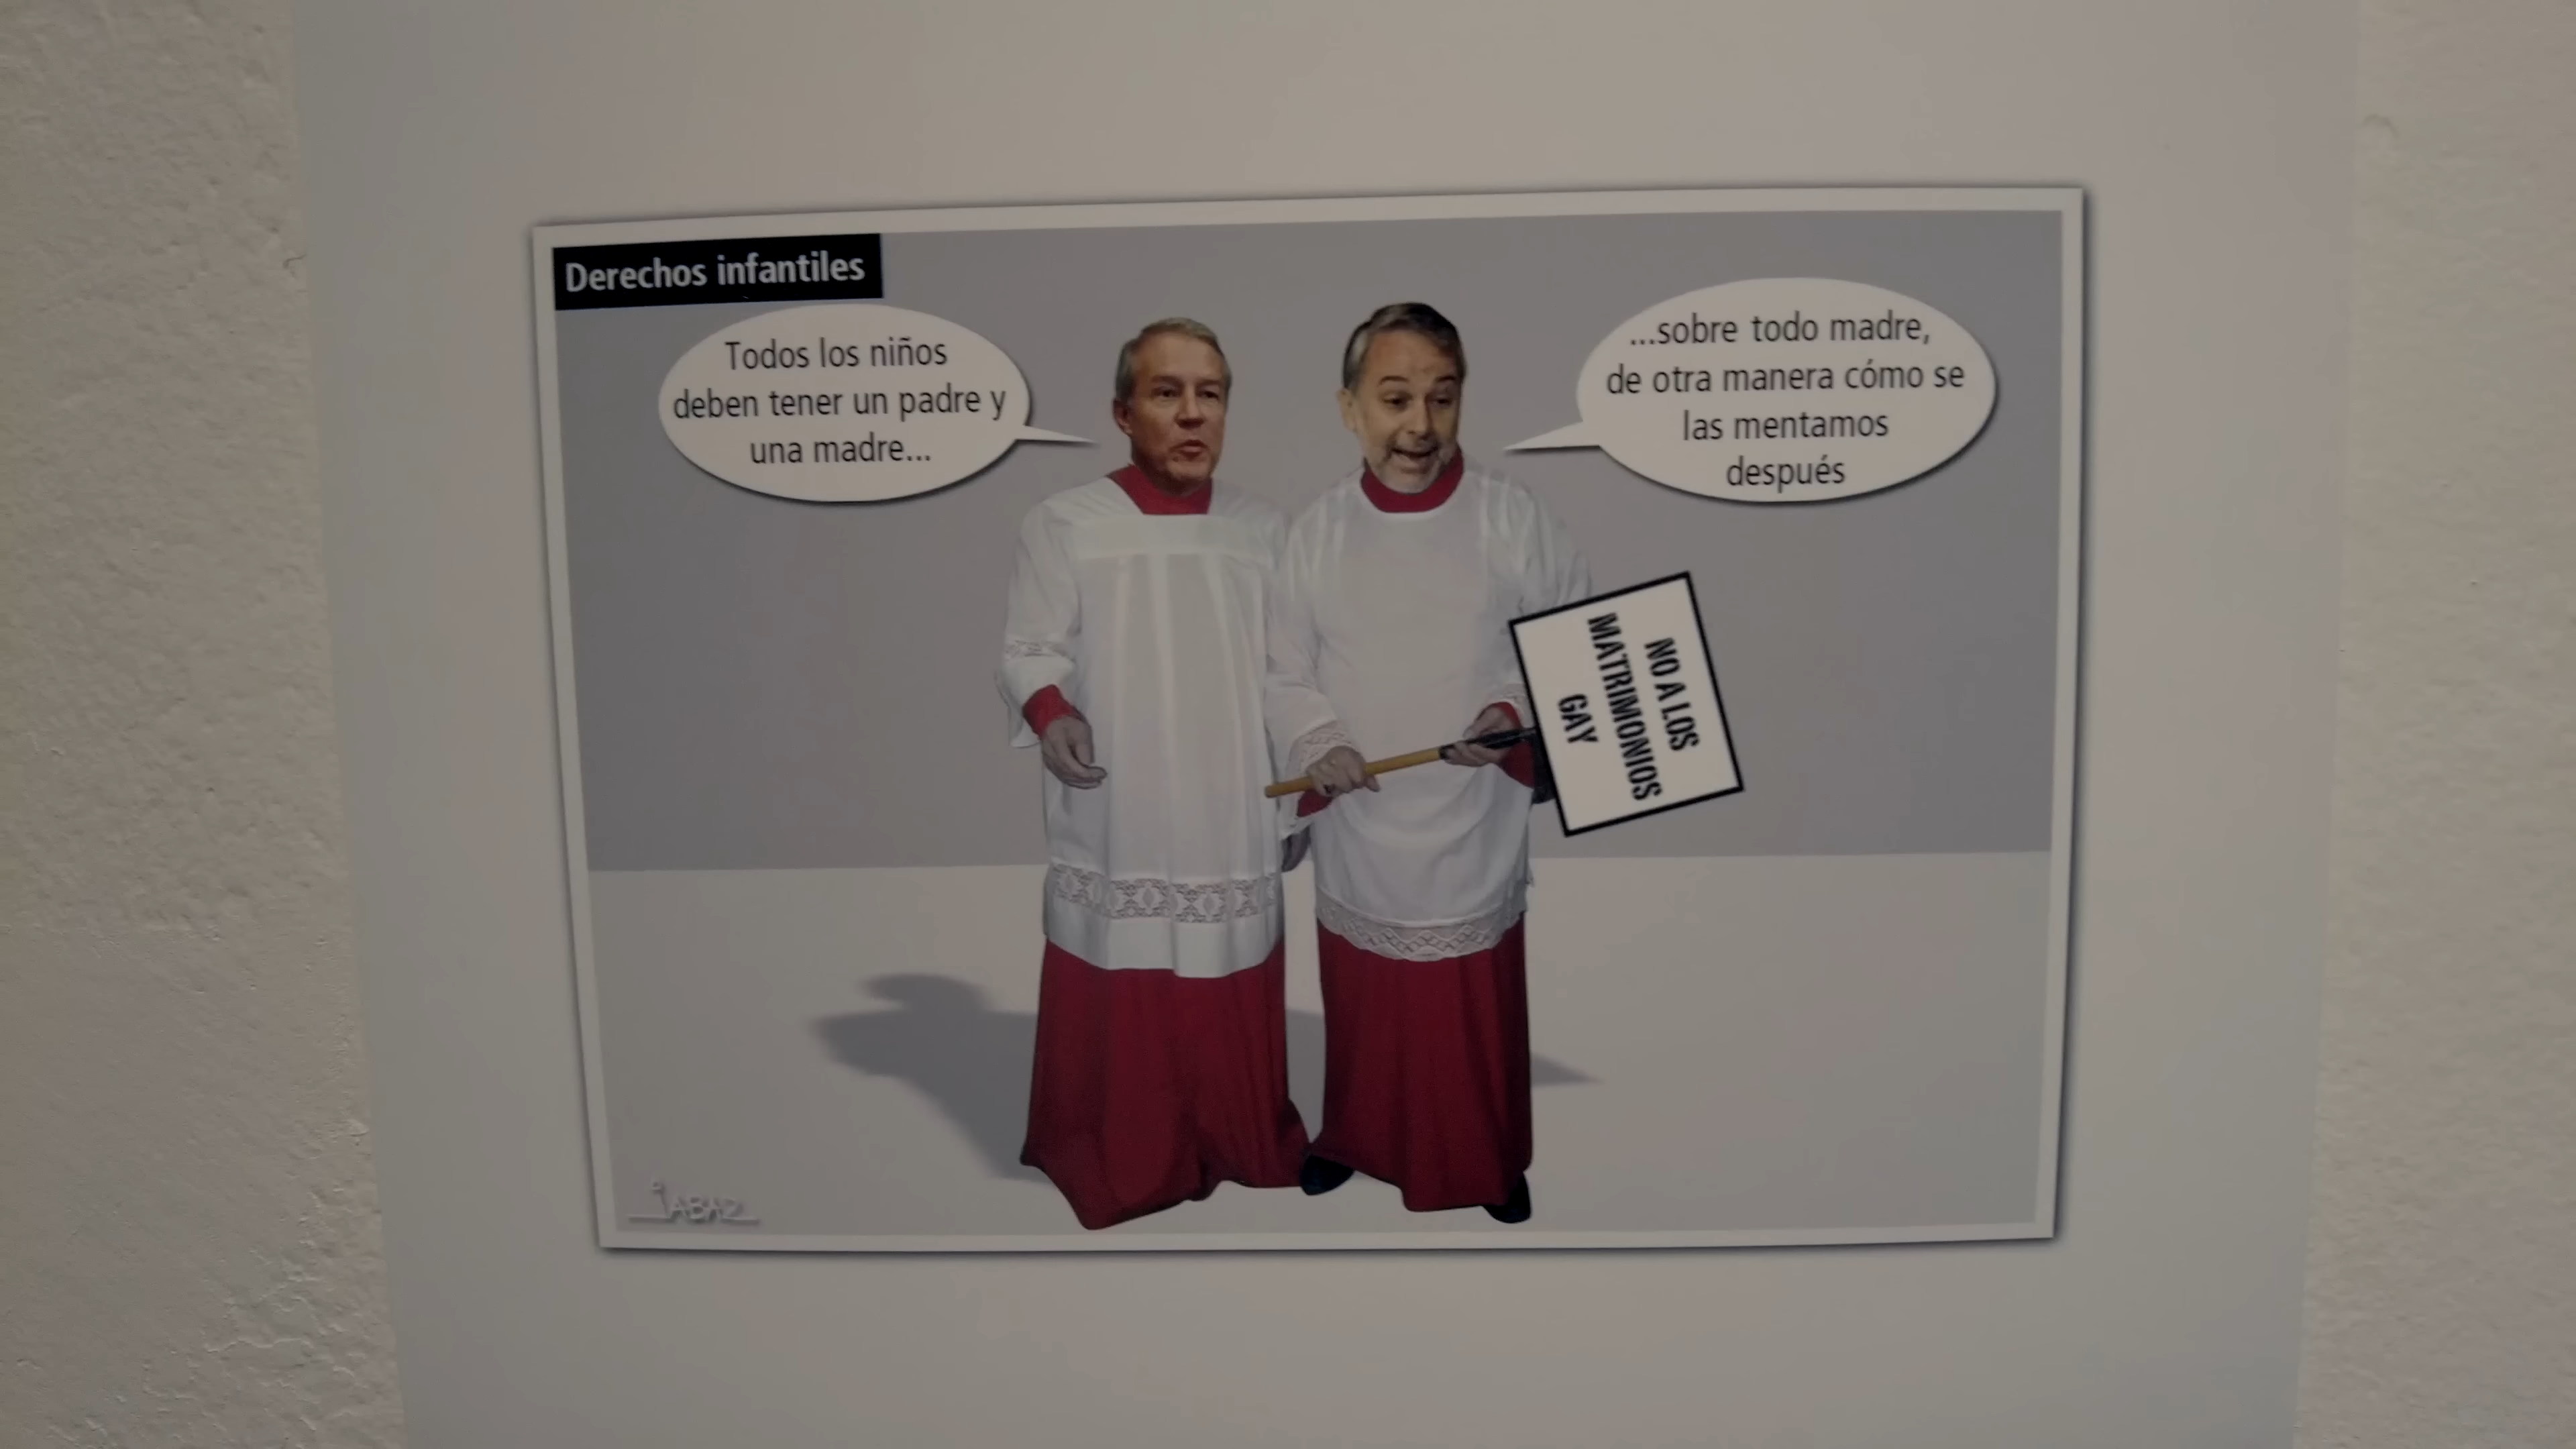 Derechos infantiles
Todos los niños
deben tener un padre y
una madre...
...sobre todo madre,
de otra manera cómo se
las mentamos
después
NO A LOS
MATRIMONIOS
GAY
JABAZ